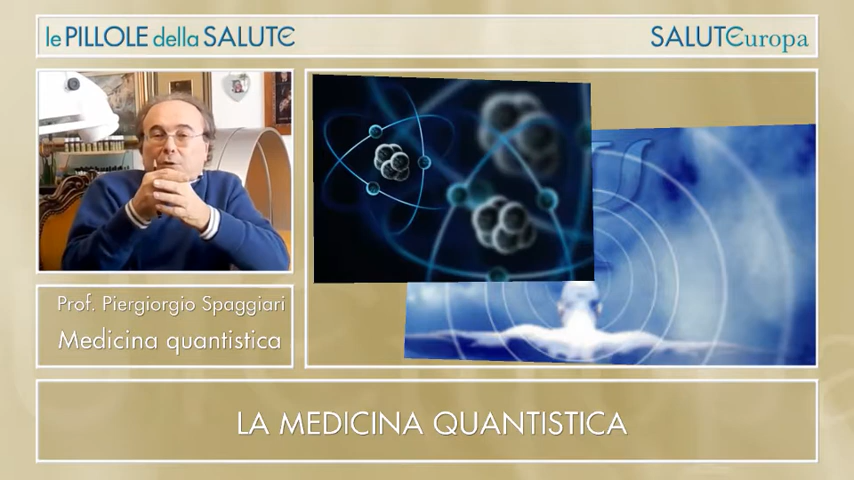 le PILLOLE della SALUTE
SALUTEuropa
Prof. Piergiorgio Spaggiari
Medicina quantistica
LA MEDICINA QUANTISTICA